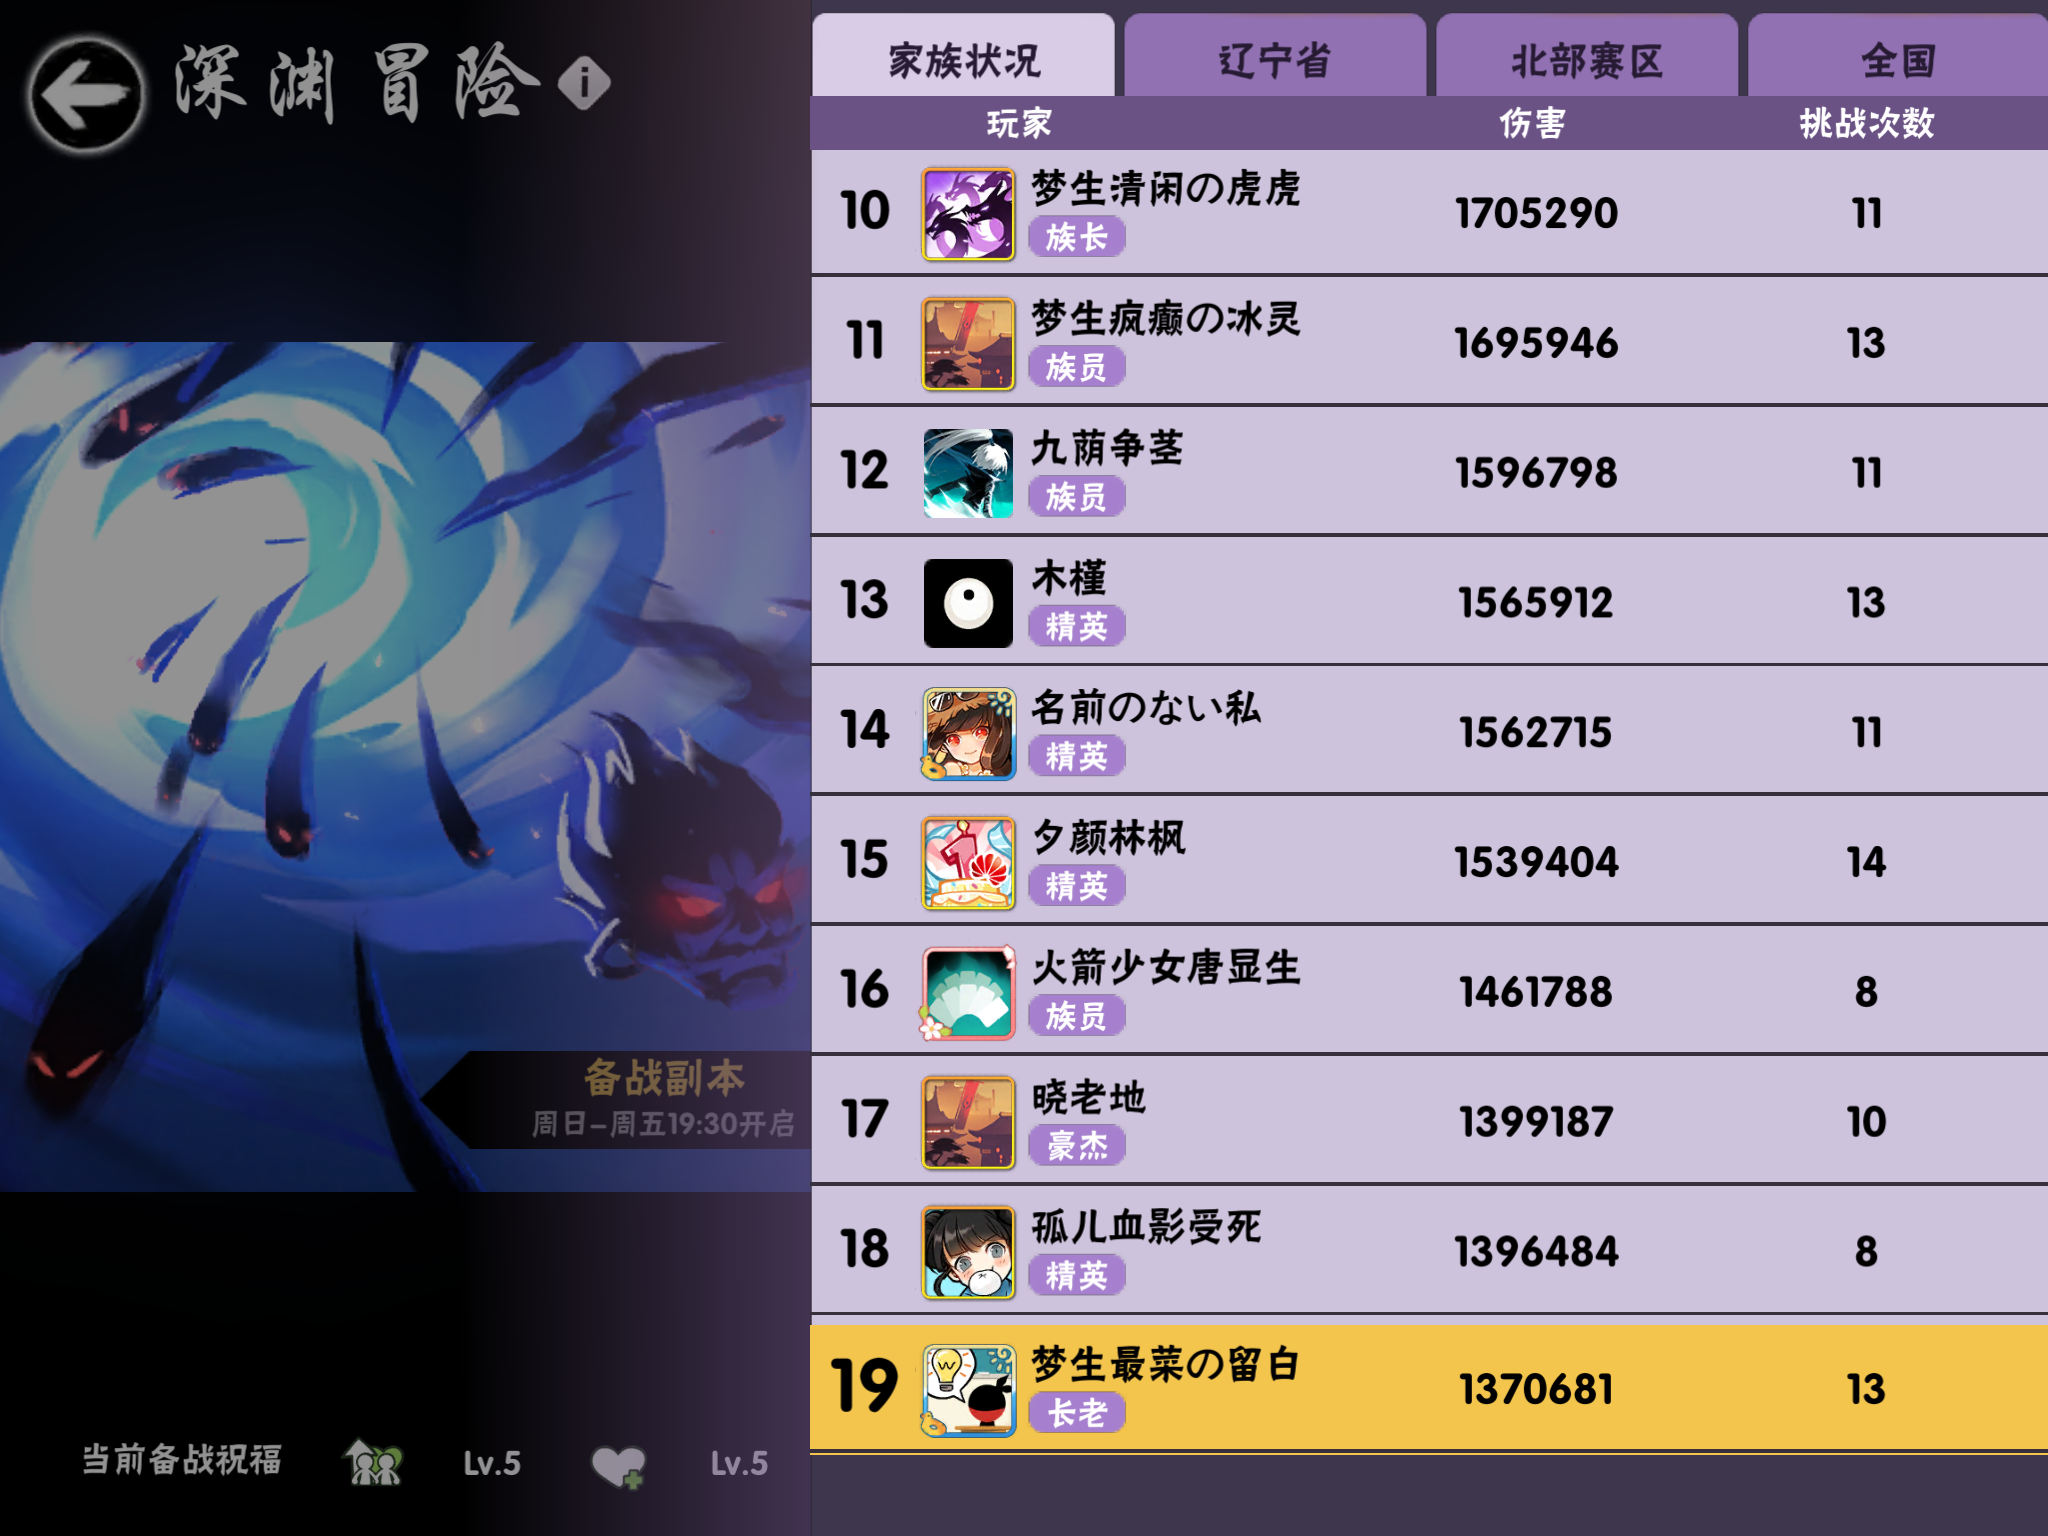 深渊冒险
i
家族状况
辽宁省
北部赛区
全国
玩家 伤害 挑战次数
10 梦生清闲の虎虎 1705290 11
族长
11 梦生疯癫の冰灵 1695946 13
族员
12 九荫争茎 1596798 11
族员
13 木槿 1565912 13
精英
14 名前のない私 1562715 11
精英
15 夕颜林枫 1539404 14
精英
16 火箭少女唐显生 1461788 8
族员
17 晓老地 1399187 10
豪杰
18 孤儿血影受死 1396484 8
精英
19 梦生最菜の留白 1370681 13
长老
备战副本
周日-周五19:30开启
当前备战祝福 Lv.5 Lv.5